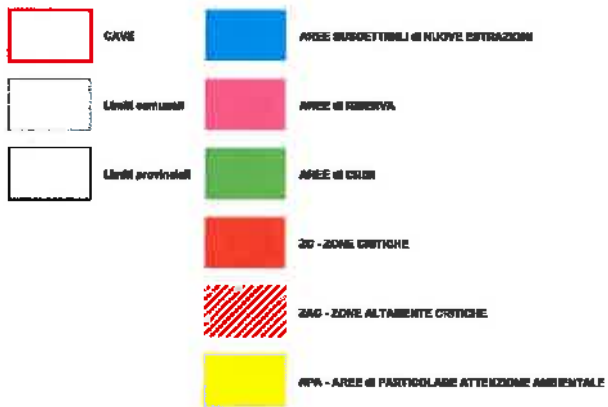 CAVE
Limiti comunali
Limiti provinciali
AREE SUSCETTIBILI di NUOVE ESTRAZIONI
AREE di RISERVA
AREE di CRISI
ZC - ZONE CRITICHE
ZAC - ZONE ALTAMENTE CRITICHE
APA - AREE di PARTICOLARE ATTENZIONE AMBIENTALE